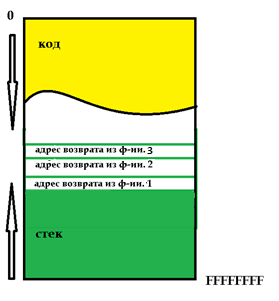 0
код
адрес возврата из ф-ии. 3
адрес возврата из ф-ии. 2
адрес возврата из ф-ии. 1
стек
FFFFFFFF